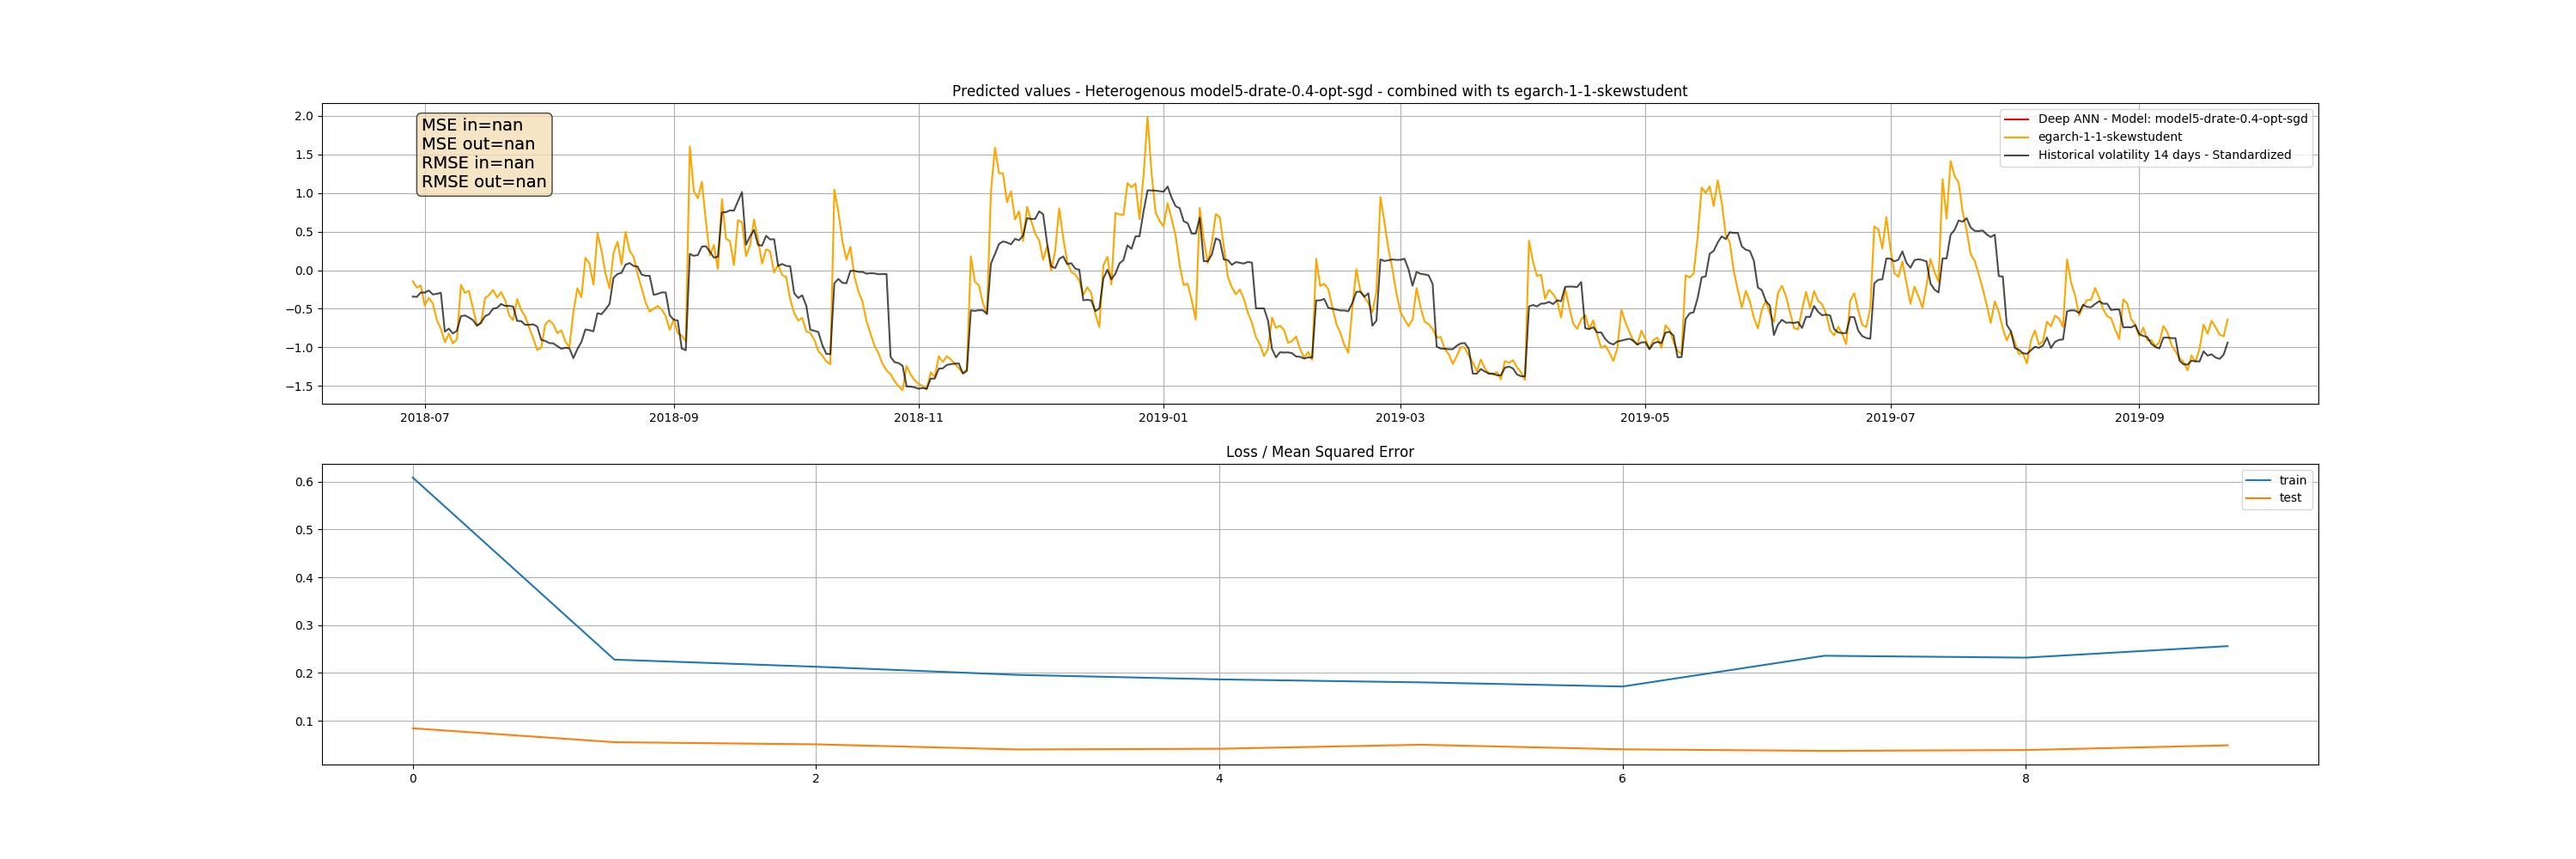 Predicted values - Heterogenous model5-drate-0.4-opt-sgd - combined with ts egarch-1-1-skewstudent
2.0
1.5
1.0
0.5
0.0
−0.5
−1.0
−1.5
MSE in=nan
MSE out=nan
RMSE in=nan
RMSE out=nan
Deep ANN - Model: model5-drate-0.4-opt-sgd
egarch-1-1-skewstudent
Historical volatility 14 days - Standardized
2018-07 2018-09 2018-11 2019-01 2019-03 2019-05 2019-07 2019-09
Loss / Mean Squared Error
0.6
0.5
0.4
0.3
0.2
0.1
train
test
0 2 4 6 8